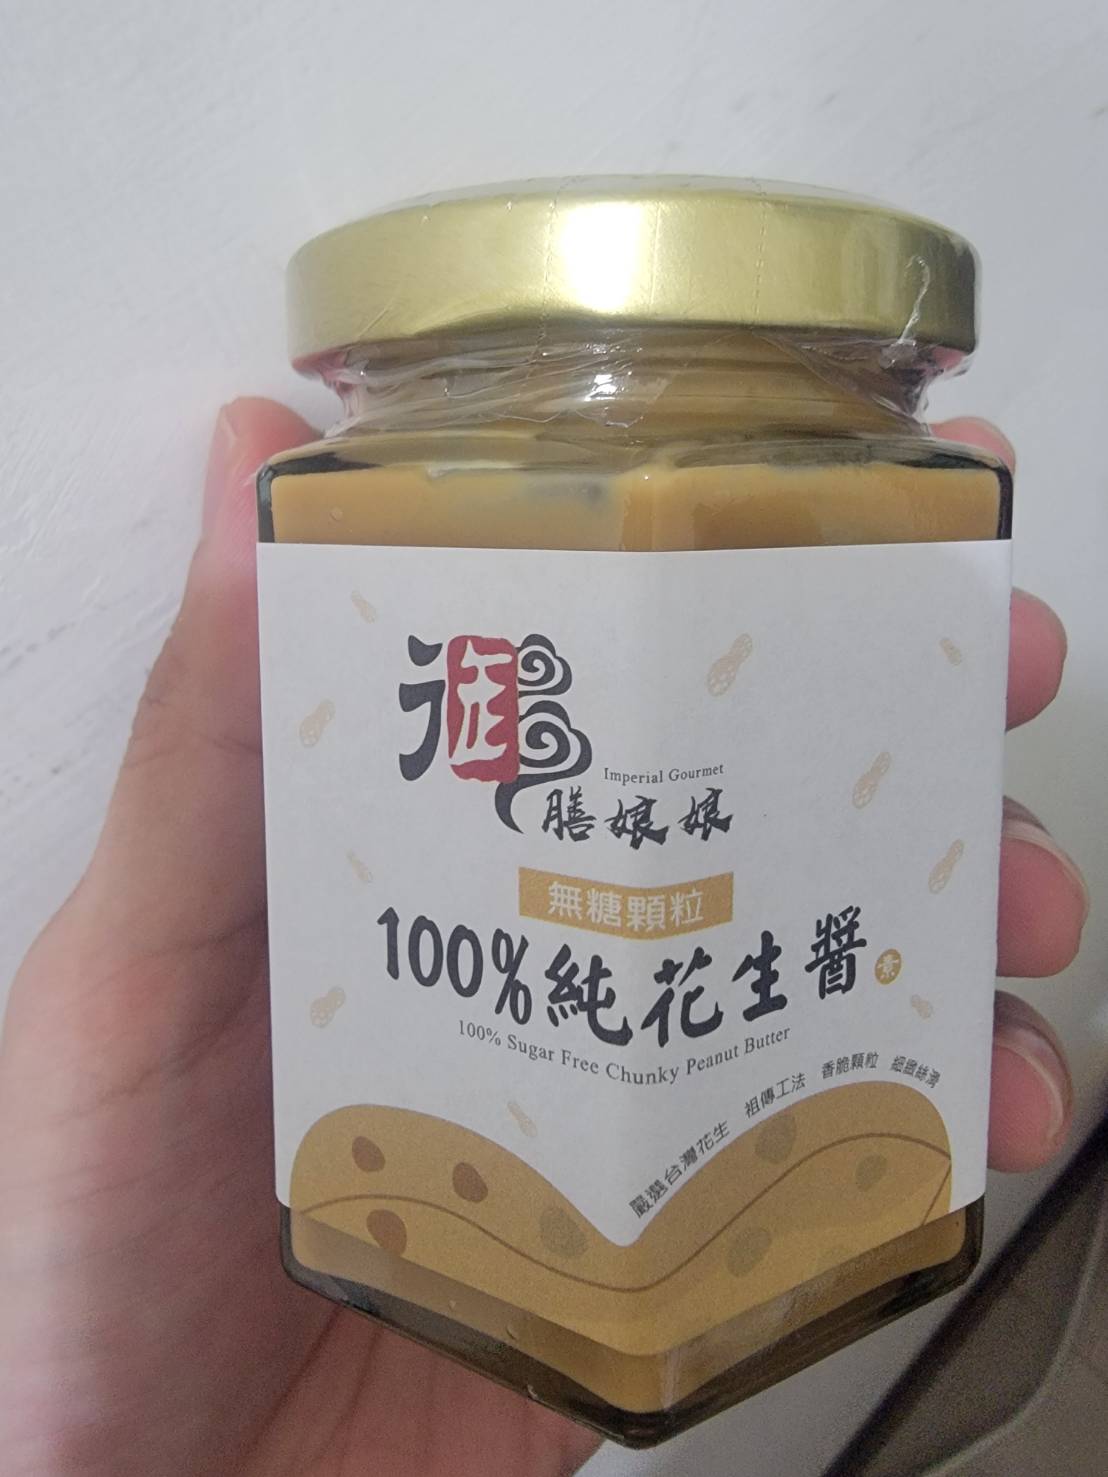 御
Imperial Gourmet
膳娘娘
無糖顆粒
100%純花生醬
素
100% Sugar Free Chunky Peanut Butter
嚴選台灣花生 祖傳工法 香脆顆粒 細緻絲滑